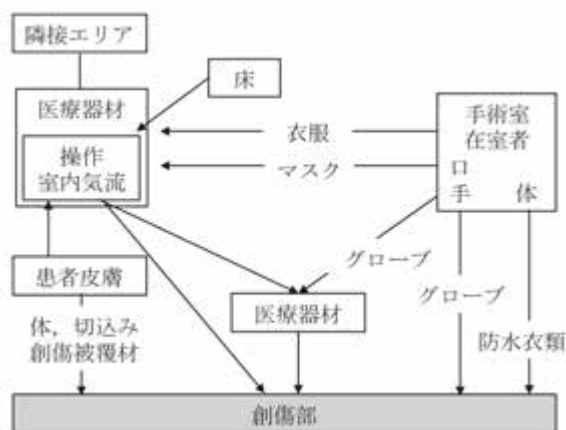 隣接エリア
床
医療器材
操作
室内気流
衣服
マスク
手術室
在室者
口
手 体
患者皮膚
グローブ
グローブ
医療器材
体，切込み
創傷被覆材
防水衣類
創傷部